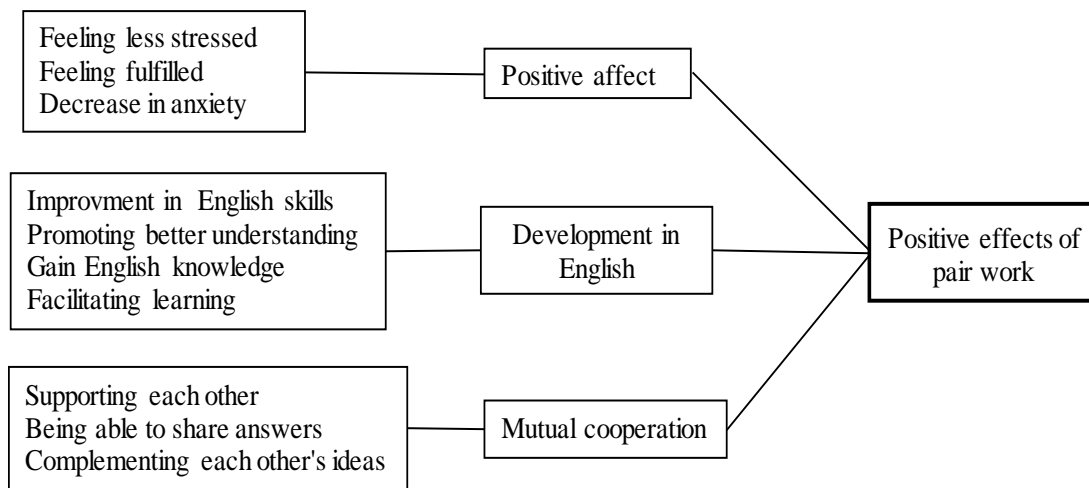 Feeling less stressed
Feeling fulfilled
Decrease in anxiety
Positive affect
Improvment in English skills
Promoting better understanding
Gain English knowledge
Facilitating learning
Development in
English
Positive effects of
pair work
Supporting each other
Being able to share answers
Complementing each other's ideas
Mutual cooperation